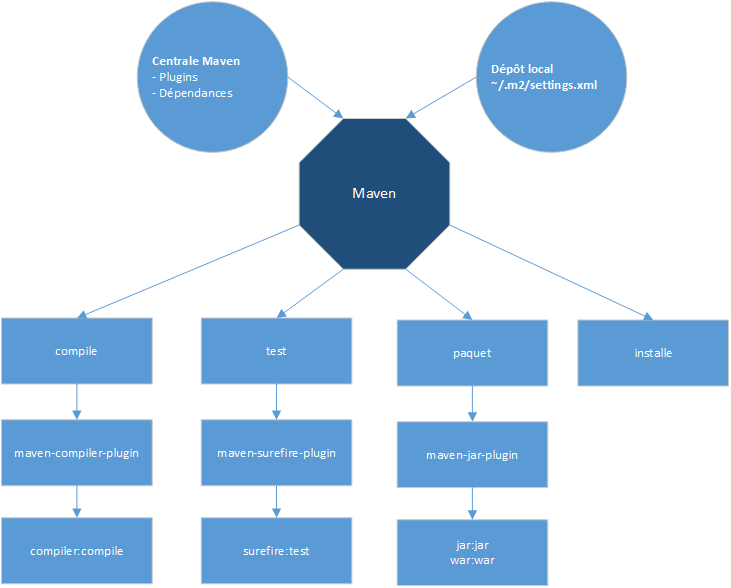 Centrale Maven
- Plugins
- Dépendances
Dépôt local
~/.m2/settings.xml
Maven
compile
test
paquet
installe
maven-compiler-plugin
maven-surefire-plugin
maven-jar-plugin
compiler:compile
surefire:test
jar:jar
war:war